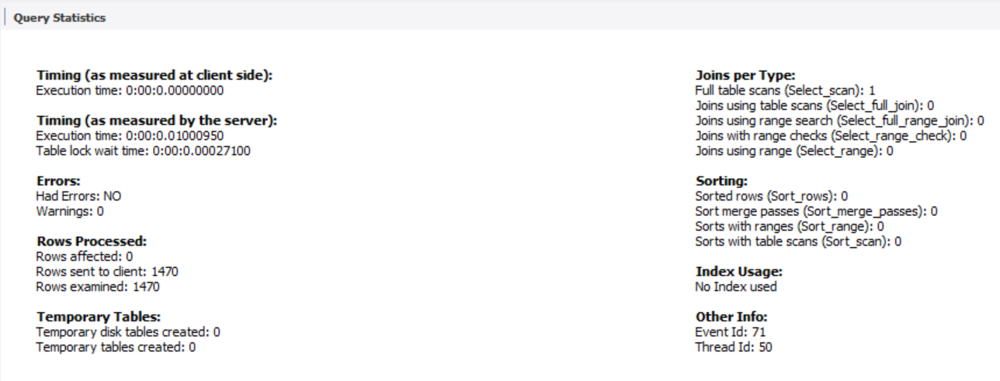 Query Statistics
Timing (as measured at client side):
Execution time: 0:00:0.00000000
Timing (as measured by the server):
Execution time: 0:00:0.01000950
Table lock wait time: 0:00:0.00027100
Errors:
Had Errors: NO
Warnings: 0
Rows Processed:
Rows affected: 0
Rows sent to client: 1470
Rows examined: 1470
Temporary Tables:
Temporary disk tables created: 0
Temporary tables created: 0
Joins per Type:
Full table scans (Select_scan): 1
Joins using table scans (Select_full_join): 0
Joins using range search (Select_full_range_join): 0
Joins with range checks (Select_range_check): 0
Joins using range (Select_range): 0
Sorting:
Sorted rows (Sort_rows): 0
Sort merge passes (Sort_merge_passes): 0
Sorts with ranges (Sort_range): 0
Sorts with table scans (Sort_scan): 0
Index Usage:
No Index used
Other Info:
Event Id: 71
Thread Id: 50